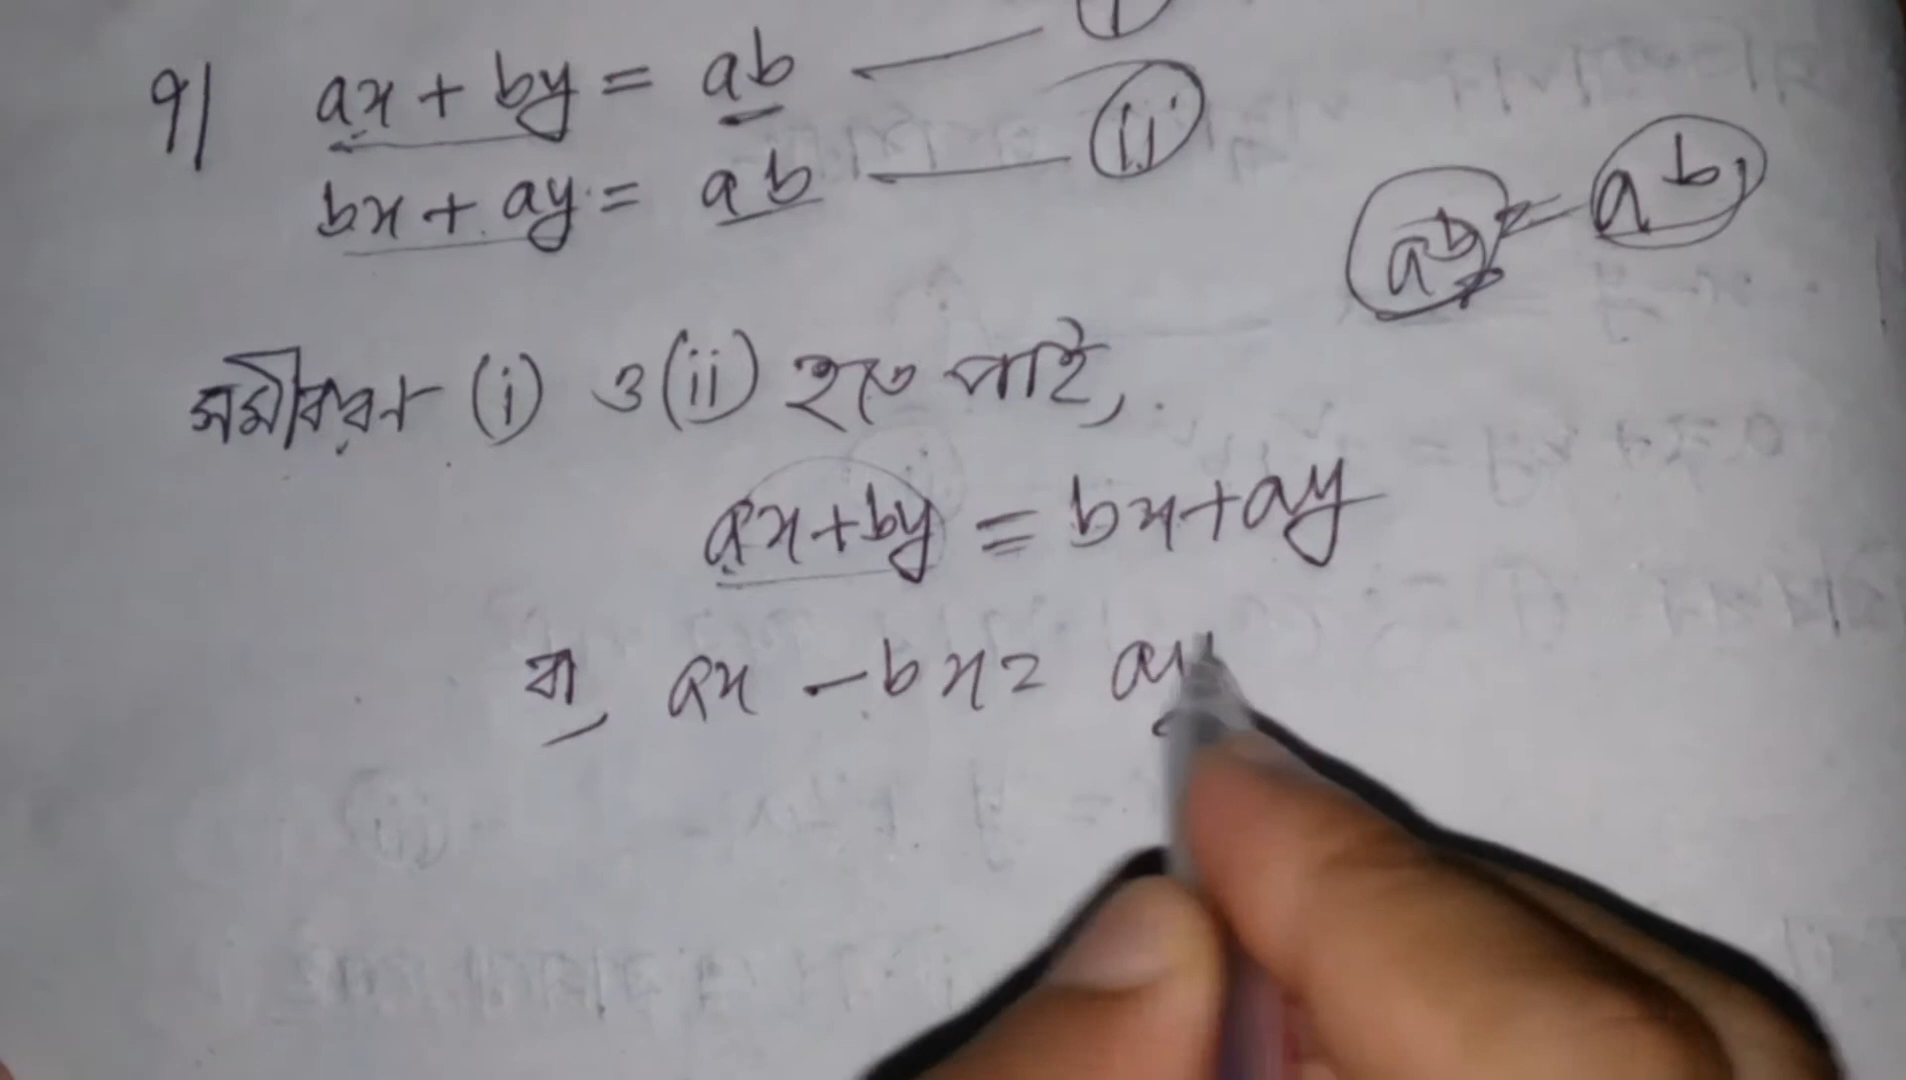 ৭| ax + by = ab —— (i)
bx + ay = ab —— (ii)
ab = ab,
সমীকরণ (i) ও (ii) হতে পাই,
ax + by = bx + ay
বা, ax - bx = ay